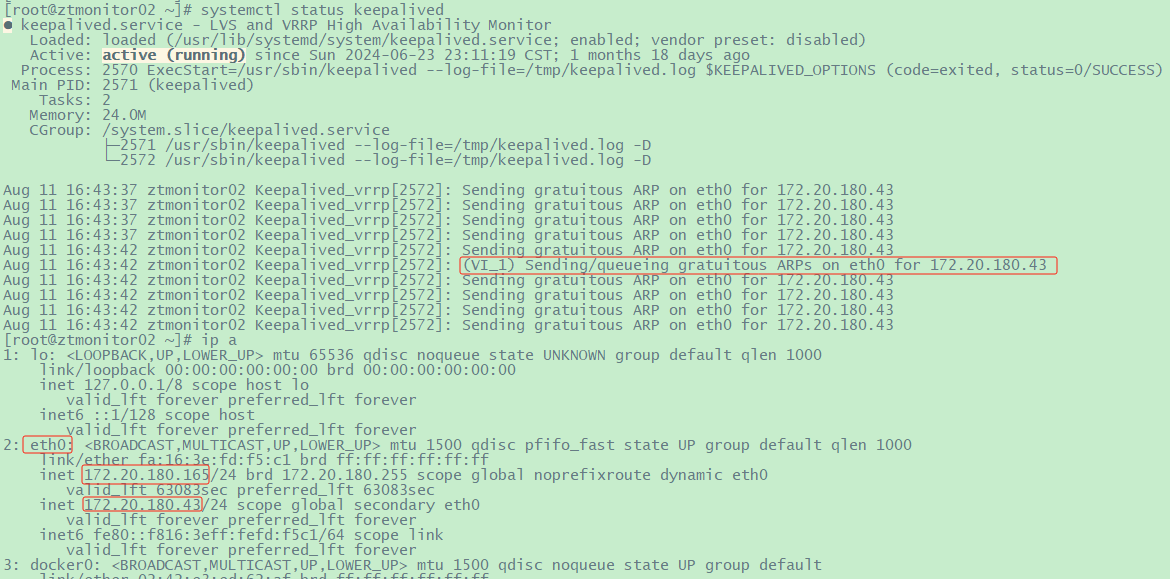 [root@ztmonitor02 ~]# systemctl status keepalived
● keepalived.service - LVS and VRRP High Availability Monitor
   Loaded: loaded (/usr/lib/systemd/system/keepalived.service; enabled; vendor preset: disabled)
   Active: active (running) since Sun 2024-06-23 23:11:19 CST; 1 months 18 days ago
  Process: 2570 ExecStart=/usr/sbin/keepalived --log-file=/tmp/keepalived.log $KEEPALIVED_OPTIONS (code=exited, status=0/SUCCESS)
 Main PID: 2571 (keepalived)
    Tasks: 2
   Memory: 24.0M
   CGroup: /system.slice/keepalived.service
           ├─2571 /usr/sbin/keepalived --log-file=/tmp/keepalived.log -D
           └─2572 /usr/sbin/keepalived --log-file=/tmp/keepalived.log -D
Aug 11 16:43:37 ztmonitor02 Keepalived_vrrp[2572]: Sending gratuitous ARP on eth0 for 172.20.180.43
Aug 11 16:43:37 ztmonitor02 Keepalived_vrrp[2572]: Sending gratuitous ARP on eth0 for 172.20.180.43
Aug 11 16:43:37 ztmonitor02 Keepalived_vrrp[2572]: Sending gratuitous ARP on eth0 for 172.20.180.43
Aug 11 16:43:37 ztmonitor02 Keepalived_vrrp[2572]: Sending gratuitous ARP on eth0 for 172.20.180.43
Aug 11 16:43:42 ztmonitor02 Keepalived_vrrp[2572]: Sending gratuitous ARP on eth0 for 172.20.180.43
Aug 11 16:43:42 ztmonitor02 Keepalived_vrrp[2572]: (VI_1) Sending/queueing gratuitous ARPs on eth0 for 172.20.180.43
Aug 11 16:43:42 ztmonitor02 Keepalived_vrrp[2572]: Sending gratuitous ARP on eth0 for 172.20.180.43
Aug 11 16:43:42 ztmonitor02 Keepalived_vrrp[2572]: Sending gratuitous ARP on eth0 for 172.20.180.43
Aug 11 16:43:42 ztmonitor02 Keepalived_vrrp[2572]: Sending gratuitous ARP on eth0 for 172.20.180.43
Aug 11 16:43:42 ztmonitor02 Keepalived_vrrp[2572]: Sending gratuitous ARP on eth0 for 172.20.180.43
[root@ztmonitor02 ~]# ip a
1: lo: <LOOPBACK,UP,LOWER_UP> mtu 65536 qdisc noqueue state UNKNOWN group default qlen 1000
    link/loopback 00:00:00:00:00:00 brd 00:00:00:00:00:00
    inet 127.0.0.1/8 scope host lo
       valid_lft forever preferred_lft forever
    inet6 ::1/128 scope host
       valid_lft forever preferred_lft forever
2: eth0: <BROADCAST,MULTICAST,UP,LOWER_UP> mtu 1500 qdisc pfifo_fast state UP group default qlen 1000
    link/ether fa:16:3e:fd:f5:c1 brd ff:ff:ff:ff:ff:ff
    inet 172.20.180.165/24 brd 172.20.180.255 scope global noprefixroute dynamic eth0
       valid_lft 63083sec preferred_lft 63083sec
    inet 172.20.180.43/24 scope global secondary eth0
       valid_lft forever preferred_lft forever
    inet6 fe80::f816:3eff:fefd:f5c1/64 scope link
       valid_lft forever preferred_lft forever
3: docker0: <BROADCAST,MULTICAST,UP,LOWER_UP> mtu 1500 qdisc noqueue state UP group default